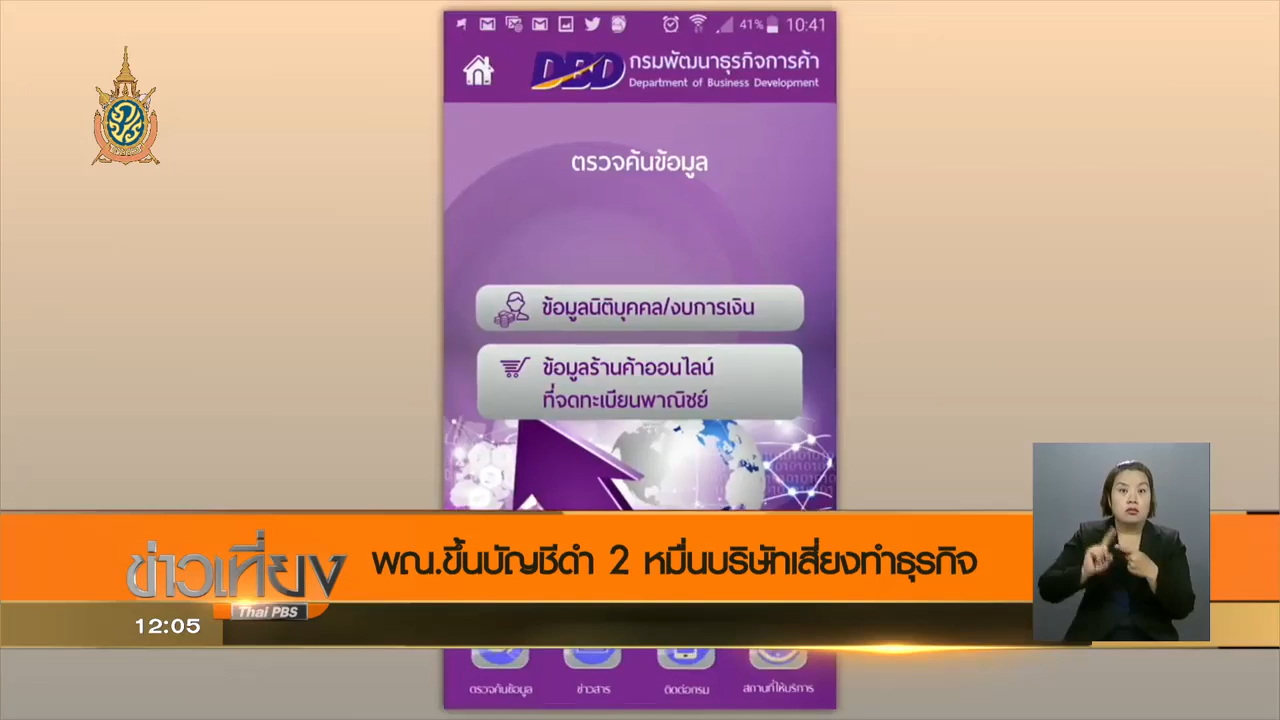 41% 10:41
DBD กรมพัฒนาธุรกิจการค้า
Department of Business Development
ตรวจค้นข้อมูล
ข้อมูลนิติบุคคล/งบการเงิน
ข้อมูลร้านค้าออนไลน์
ที่จดทะเบียนพาณิชย์
ข่าวเที่ยง
พณ.ขึ้นบัญชีดำ 2 หมื่นบริษัทเสี่ยงทำธุรกิจ
Thai PBS
12:05
ตรวจค้นข้อมูล ข่าวสาร ติดต่อกรม สถานที่ให้บริการ